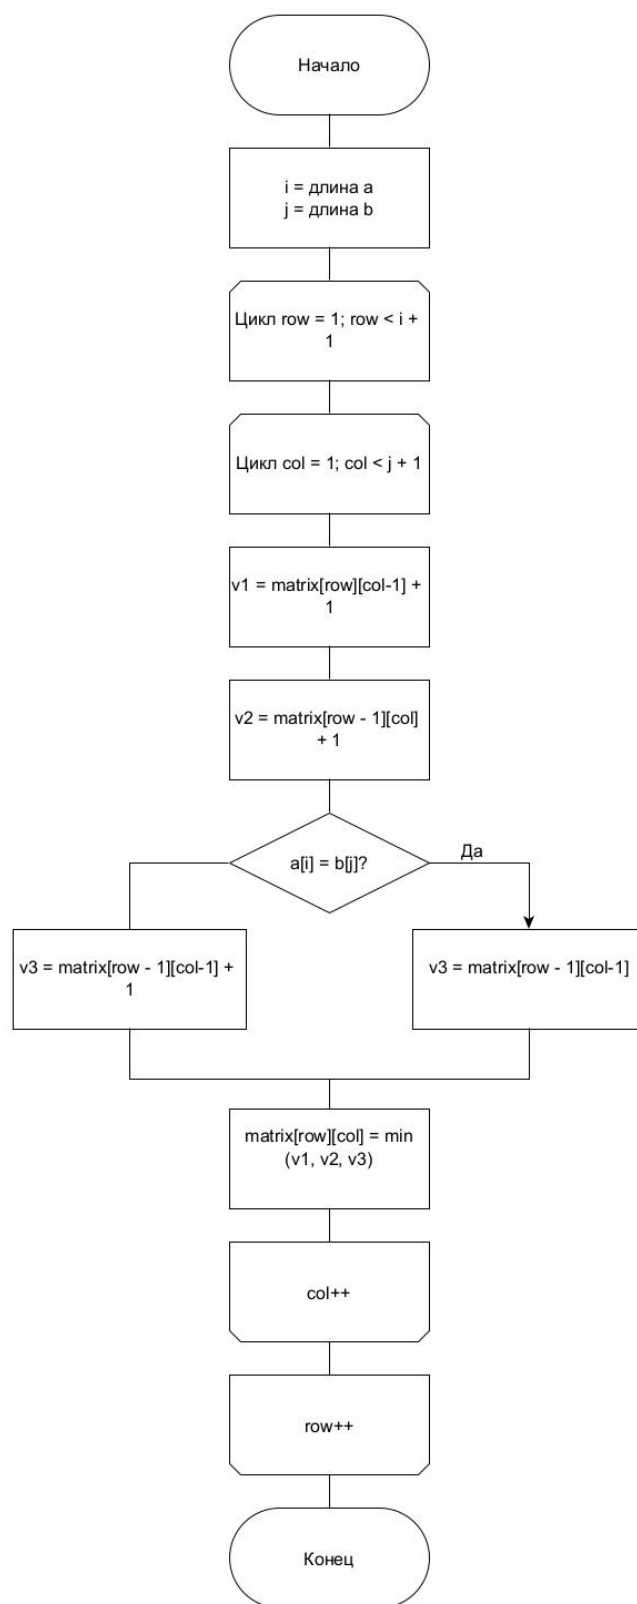 Начало
i = длина a
j = длина b
Цикл row = 1; row < i +
1
Цикл col = 1; col < j + 1
v1 = matrix[row][col-1] +
1
v2 = matrix[row - 1][col]
+ 1
a[i] = b[j]?
Да
v3 = matrix[row - 1][col-1] +
1
v3 = matrix[row - 1][col-1]
matrix[row][col] = min
(v1, v2, v3)
col++
row++
Конец